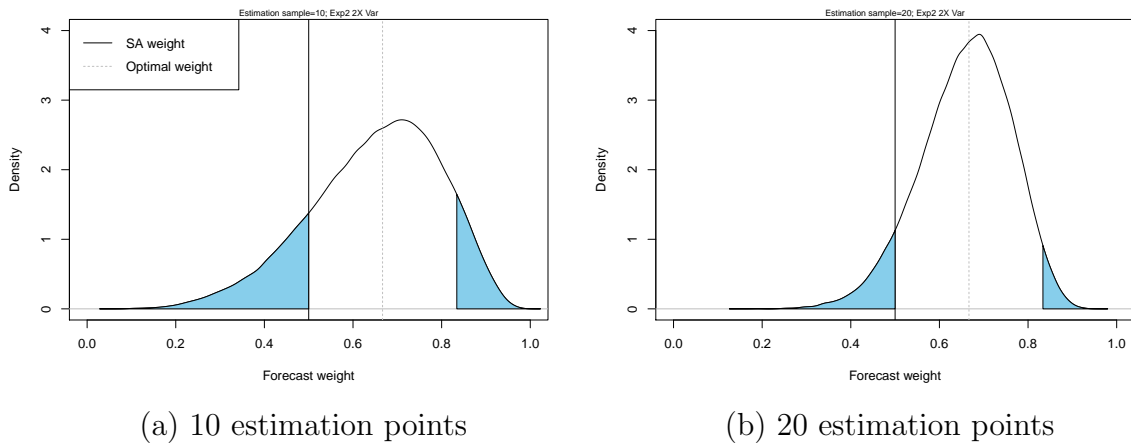 Estimation sample=10; Exp2 2X Var
SA weight
Optimal weight
Density
0 1 2 3 4
0.0 0.2 0.4 0.6 0.8 1.0
Forecast weight
(a) 10 estimation points
Estimation sample=20; Exp2 2X Var
Density
0 1 2 3 4
0.0 0.2 0.4 0.6 0.8 1.0
Forecast weight
(b) 20 estimation points